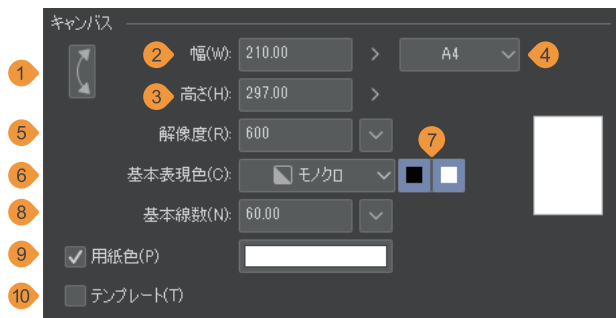 キャンバス
1
2 幅(W): 210.00 > A4 4
3 高さ(H): 297.00 >
5 解像度(R): 600
7
6 基本表現色(C): モノクロ
8 基本線数(N): 60.00
9 用紙色(P)
10 テンプレート(T)